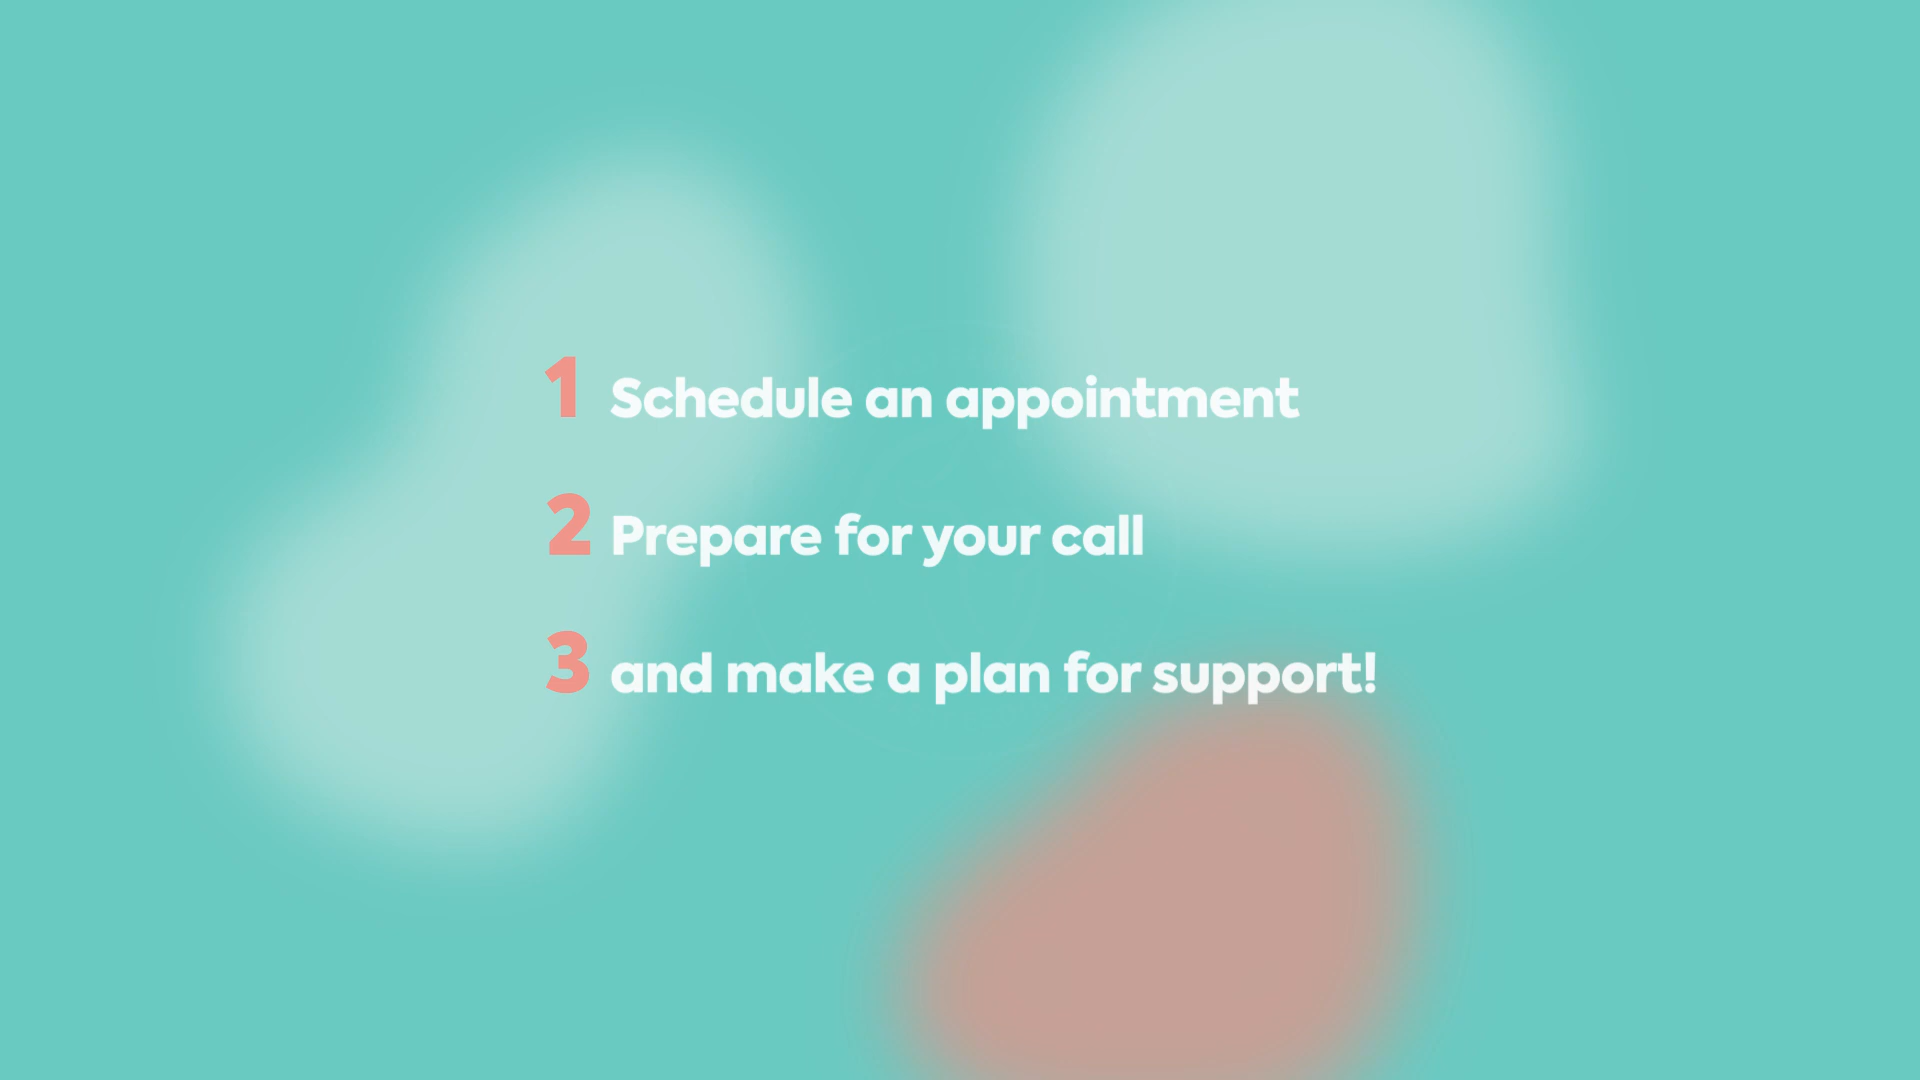 1 Schedule an appointment
2 Prepare for your call
3 and make a plan for support!